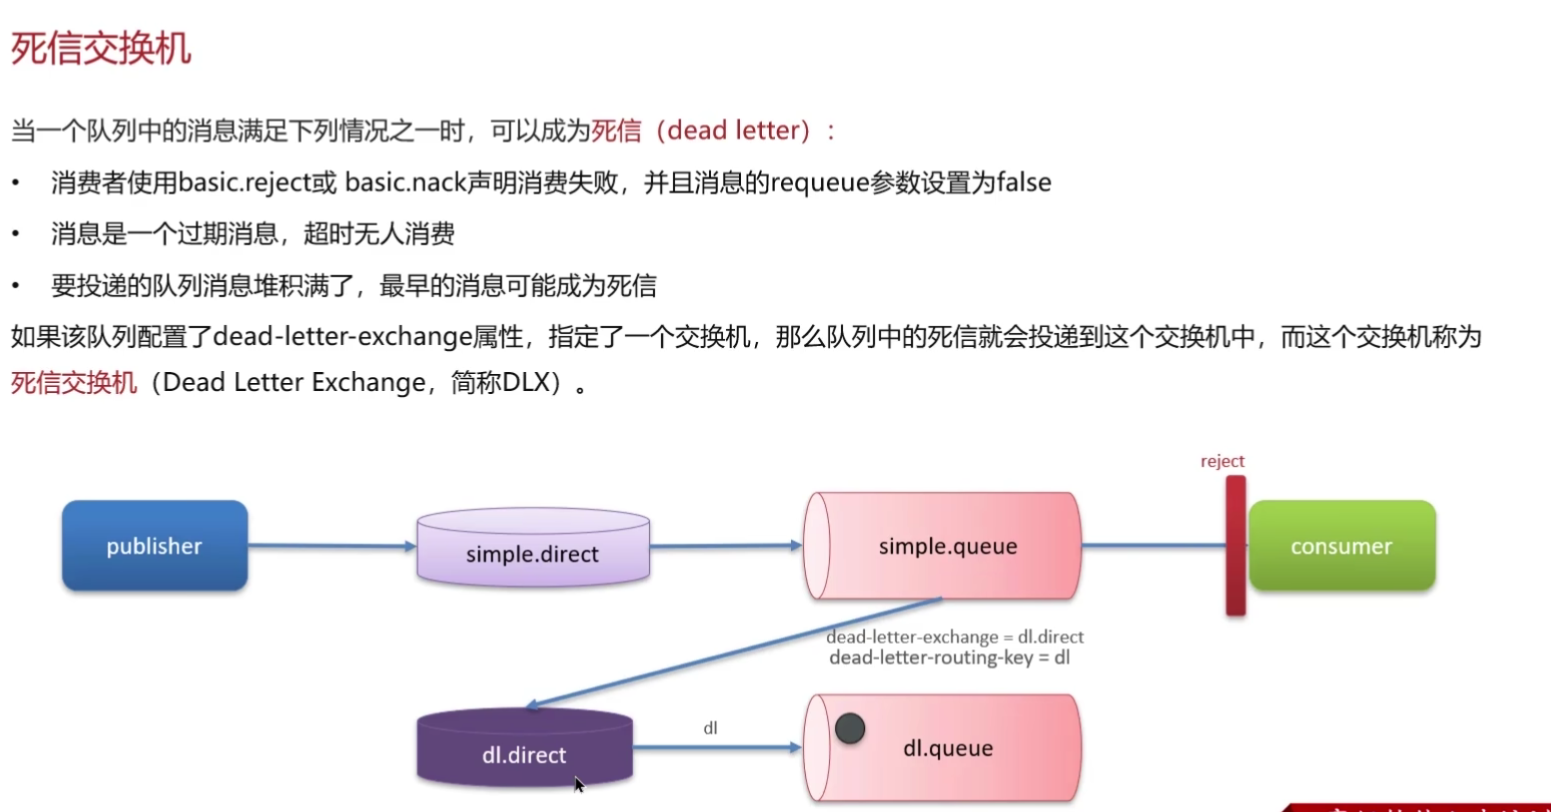 死信交换机
当一个队列中的消息满足下列情况之一时，可以成为死信（dead letter）：
• 消费者使用basic.reject或 basic.nack声明消费失败，并且消息的requeue参数设置为false
• 消息是一个过期消息，超时无人消费
• 要投递的队列消息堆积满了，最早的消息可能成为死信
如果该队列配置了dead-letter-exchange属性，指定了一个交换机，那么队列中的死信就会投递到这个交换机中，而这个交换机称为
死信交换机（Dead Letter Exchange，简称DLX）。
reject
publisher
simple.direct
simple.queue
consumer
dead-letter-exchange = dl.direct
dead-letter-routing-key = dl
dl.direct
dl
dl.queue